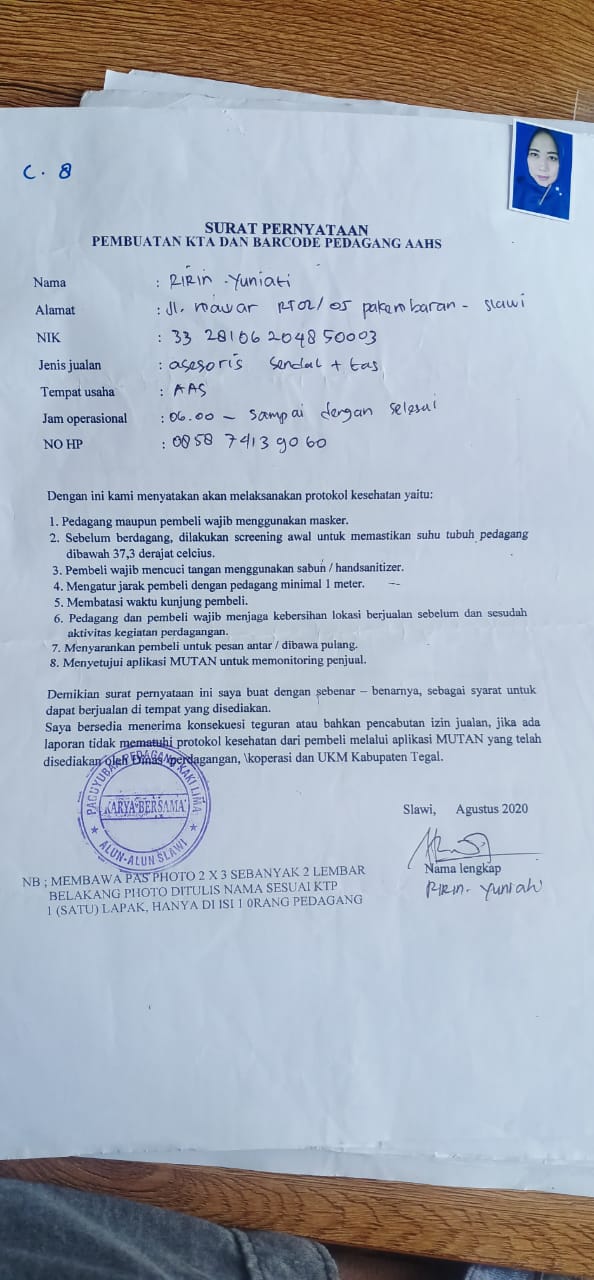 C. 8
SURAT PERNYATAAN
PEMBUATAN KTA DAN BARCODE PEDAGANG AAHS
Nama : RIRIN - Yuniati
Alamat : Jl. mawar RT02/05 pakembaran - slawi
NIK : 33 28106204850003
Jenis jualan : asesoris sendal + tas
Tempat usaha : AAS
Jam operasional : 06.00 - sampai dengan selesai
NO HP : 0858 7413 9060
Dengan ini kami menyatakan akan melaksanakan protokol kesehatan yaitu:
1. Pedagang maupun pembeli wajib menggunakan masker.
2. Sebelum berdagang, dilakukan screening awal untuk memastikan suhu tubuh pedagang
dibawah 37,3 derajat celcius.
3. Pembeli wajib mencuci tangan menggunakan sabun / handsanitizer.
4. Mengatur jarak pembeli dengan pedagang minimal 1 meter.
5. Membatasi waktu kunjung pembeli.
6. Pedagang dan pembeli wajib menjaga kebersihan lokasi berjualan sebelum dan sesudah
aktivitas kegiatan perdagangan.
7. Menyarankan pembeli untuk pesan antar / dibawa pulang.
8. Menyetujui aplikasi MUTAN untuk memonitoring penjual.
Demikian surat pernyataan ini saya buat dengan sebenar – benarnya, sebagai syarat untuk
dapat berjualan di tempat yang disediakan.
Saya bersedia menerima konsekuesi teguran atau bahkan pencabutan izin jualan, jika ada
laporan tidak mematuhi protokol kesehatan dari pembeli melalui aplikasi MUTAN yang telah
disediakan oleh Dinas perdagangan, \koperasi dan UKM Kabupaten Tegal.
PAGUYUBAN PEDAGANG KAKI LIMA
KARYA BERSAMA
ALUN-ALUN SLAWI
Slawi, Agustus 2020
Nama lengkap
RIRIN - Yuniati
NB ; MEMBAWA PAS PHOTO 2 X 3 SEBANYAK 2 LEMBAR
BELAKANG PHOTO DITULIS NAMA SESUAI KTP
1 (SATU) LAPAK, HANYA DI ISI 1 0RANG PEDAGANG